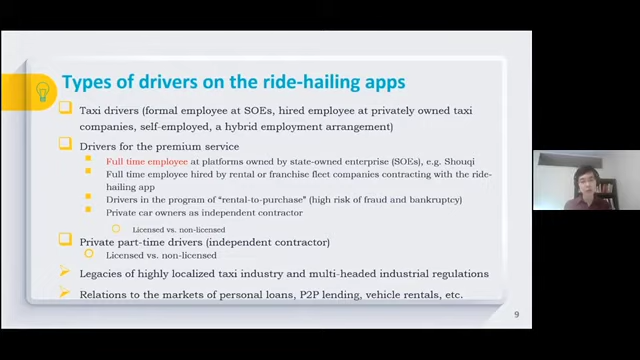 Types of drivers on the ride-hailing apps
Taxi drivers (formal employee at SOEs, hired employee at privately owned taxi
companies, self-employed, a hybrid employment arrangement)
Drivers for the premium service
Full time employee at platforms owned by state-owned enterprise (SOEs), e.g. Shouqi
Full time employee hired by rental or franchise fleet companies contracting with the ride-
hailing app
Drivers in the program of "rental-to-purchase" (high risk of fraud and bankruptcy)
Private car owners as independent contractor
Licensed vs. non-licensed
Private part-time drivers (independent contractor)
Licensed vs. non-licensed
Legacies of highly localized taxi industry and multi-headed industrial regulations
Relations to the markets of personal loans, P2P lending, vehicle rentals, etc.
9